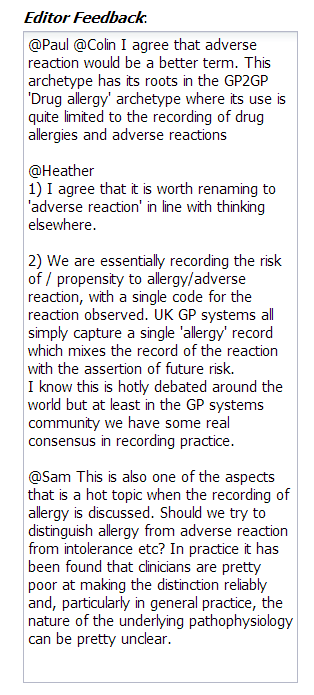 Editor Feedback:
@Paul @Colin I agree that adverse
reaction would be a better term. This
archetype has its roots in the GP2GP
'Drug allergy' archetype where its use is
quite limited to the recording of drug
allergies and adverse reactions
@Heather
1) I agree that it is worth renaming to
'adverse reaction' in line with thinking
elsewhere.
2) We are essentially recording the risk
of / propensity to allergy/adverse
reaction, with a single code for the
reaction observed. UK GP systems all
simply capture a single 'allergy' record
which mixes the record of the reaction
with the assertion of future risk.
I know this is hotly debated around the
world but at least in the GP systems
community we have some real
consensus in recording practice.
@Sam This is also one of the aspects
that is a hot topic when the recording of
allergy is discussed. Should we try to
distinguish allergy from adverse reaction
from intolerance etc? In practice it has
been found that clinicians are pretty
poor at making the distinction reliably
and, particularly in general practice, the
nature of the underlying pathophysiology
can be pretty unclear.